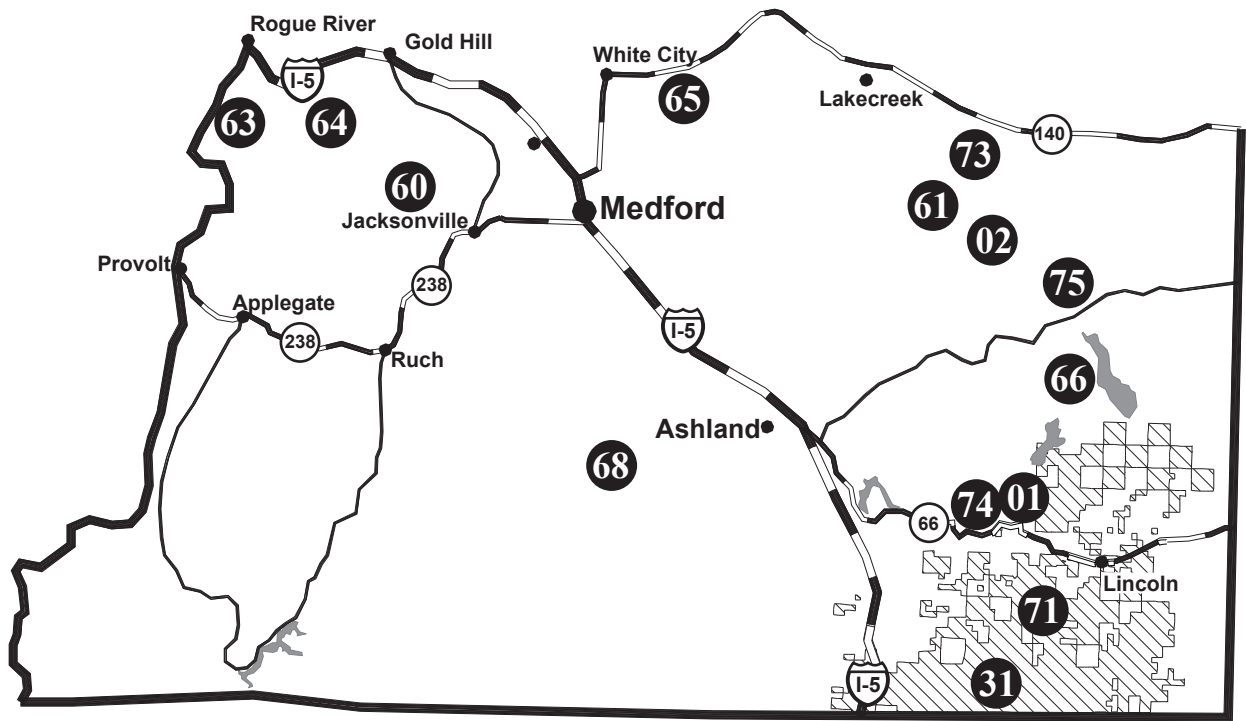 Rogue River
Gold Hill
I-5
White City
63
64
65
Lakecreek
140
73
60
Jacksonville
Medford
61
02
Provolt
238
75
Applegate
238
I-5
Ruch
66
Ashland
68
74
01
66
Lincoln
71
I-5
31